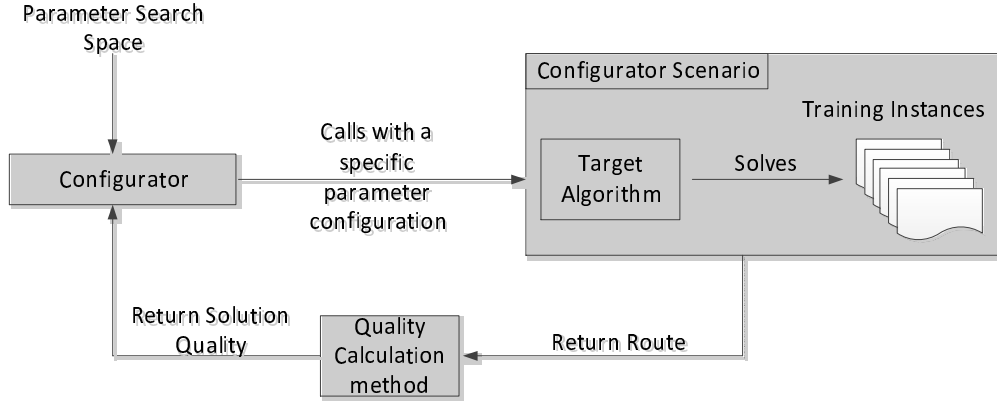 Parameter Search
Space
Configurator Scenario
Training Instances
Calls with a
specific
parameter
configuration
Configurator
Target
Algorithm
Solves
Return Solution
Quality
Quality
Calculation
method
Return Route